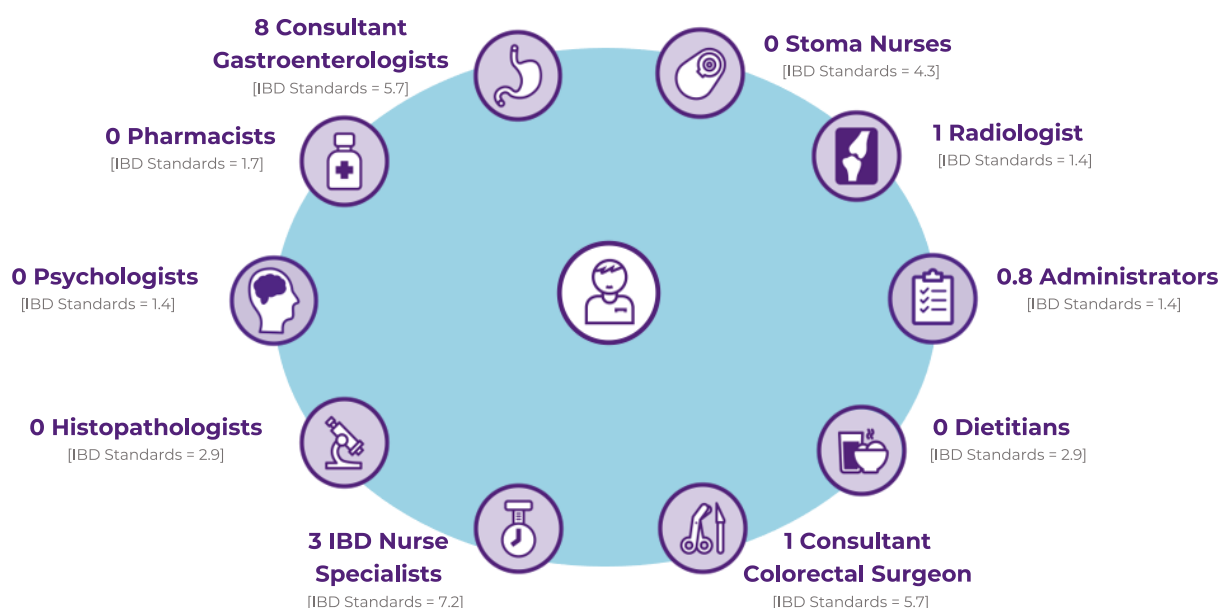 8 Consultant
Gastroenterologists
[IBD Standards = 5.7]
0 Stoma Nurses
[IBD Standards = 4.3]
0 Pharmacists
[IBD Standards = 1.7]
1 Radiologist
[IBD Standards = 1.4]
0 Psychologists
[IBD Standards = 1.4]
0.8 Administrators
[IBD Standards = 1.4]
0 Histopathologists
[IBD Standards = 2.9]
0 Dietitians
[IBD Standards = 2.9]
3 IBD Nurse
Specialists
[IBD Standards = 7.2]
1 Consultant
Colorectal Surgeon
[IBD Standards = 5.7]